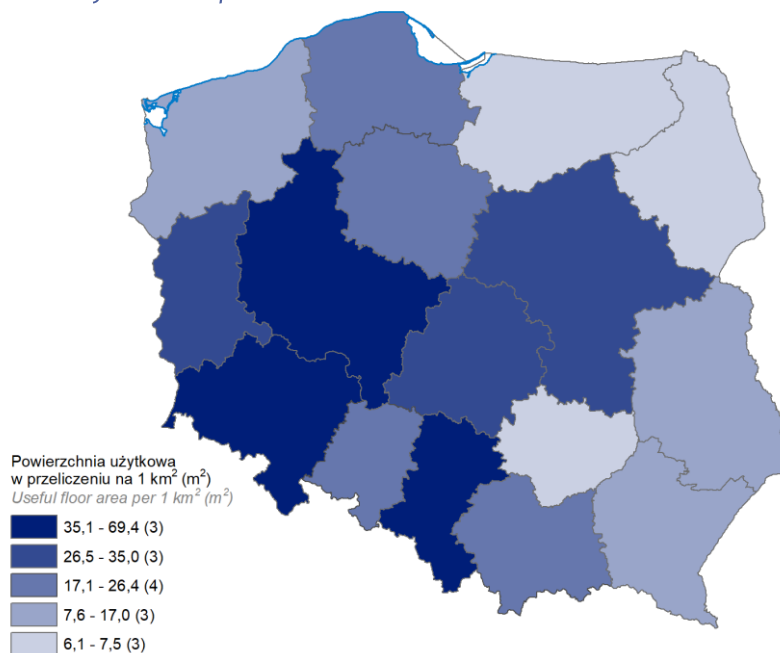 Powierzchnia użytkowa
w przeliczeniu na 1 km² (m²)
Useful floor area per 1 km² (m²)
35,1 - 69,4 (3)
26,5 - 35,0 (3)
17,1 - 26,4 (4)
7,6 - 17,0 (3)
6,1 - 7,5 (3)